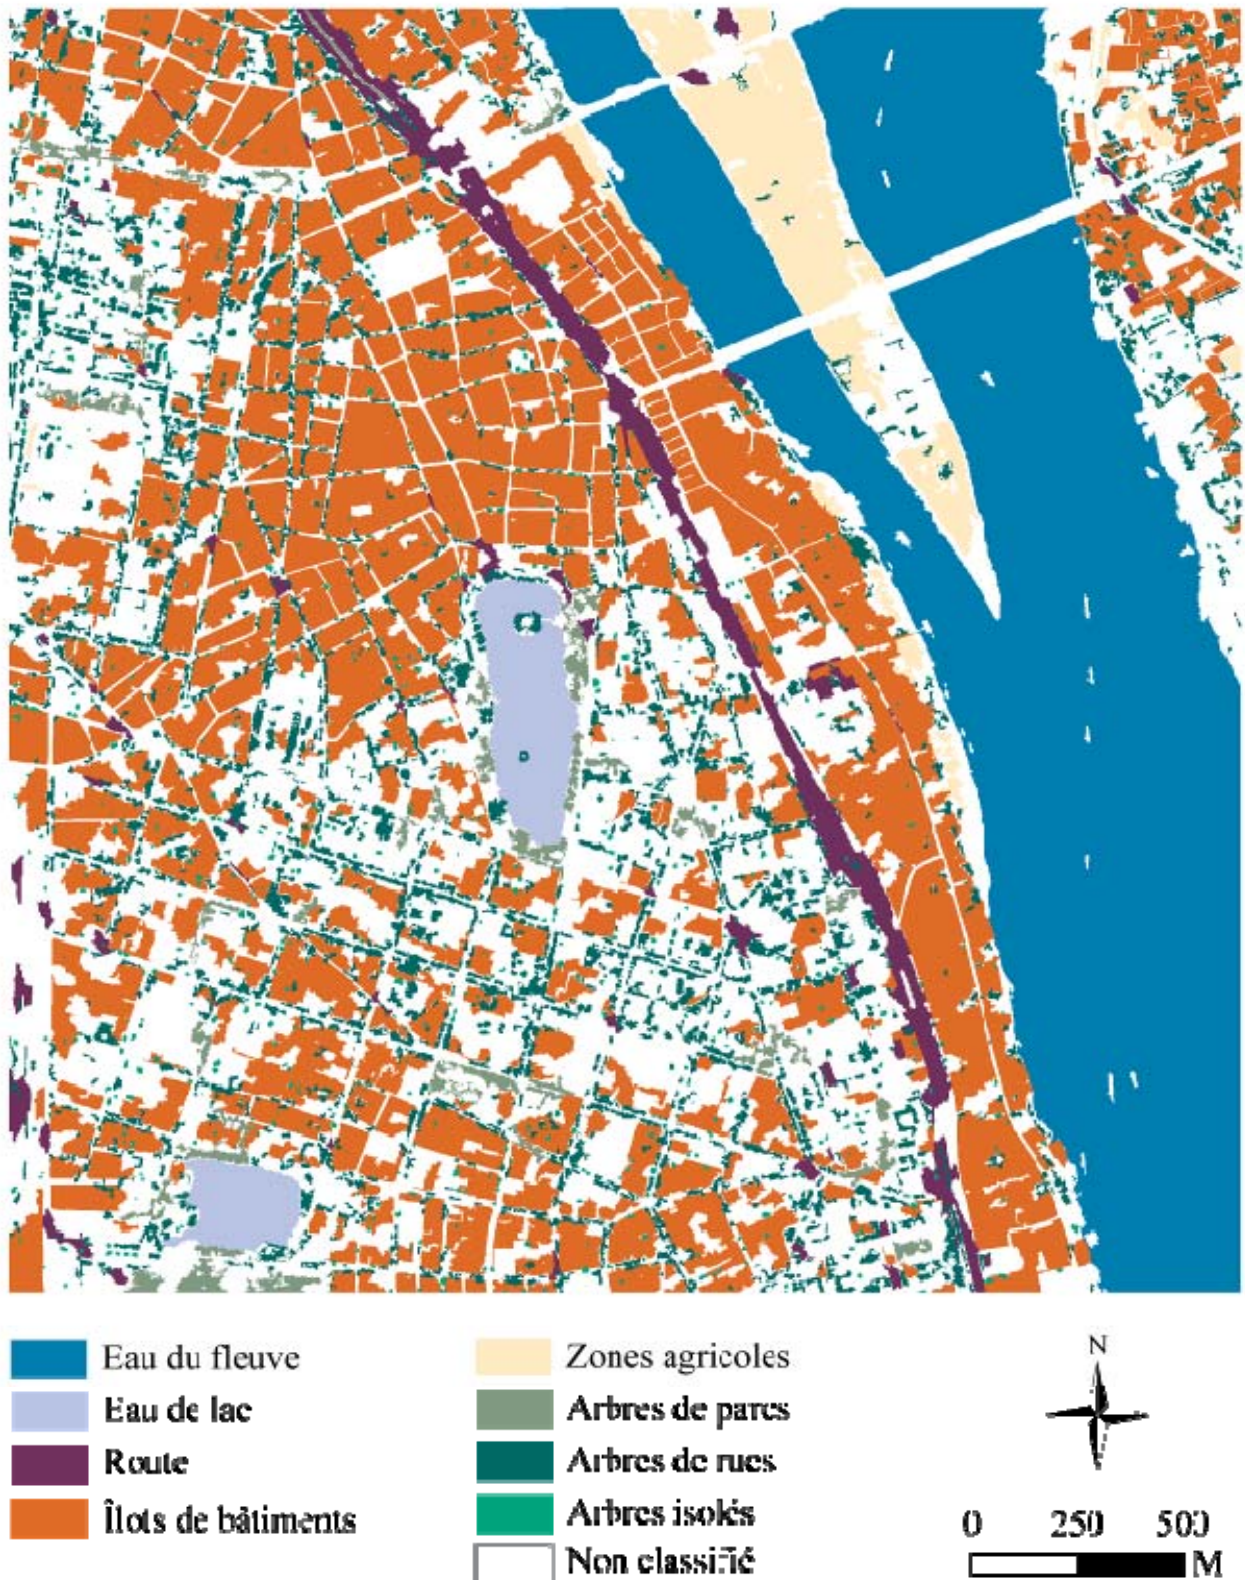 Eau du fleuve
Eau de lac
Route
Îlots de bâtiments
Zones agricoles
Arbres de parcs
Arbres de rues
Arbres isolés
Non classifié
N
0 250 500
M